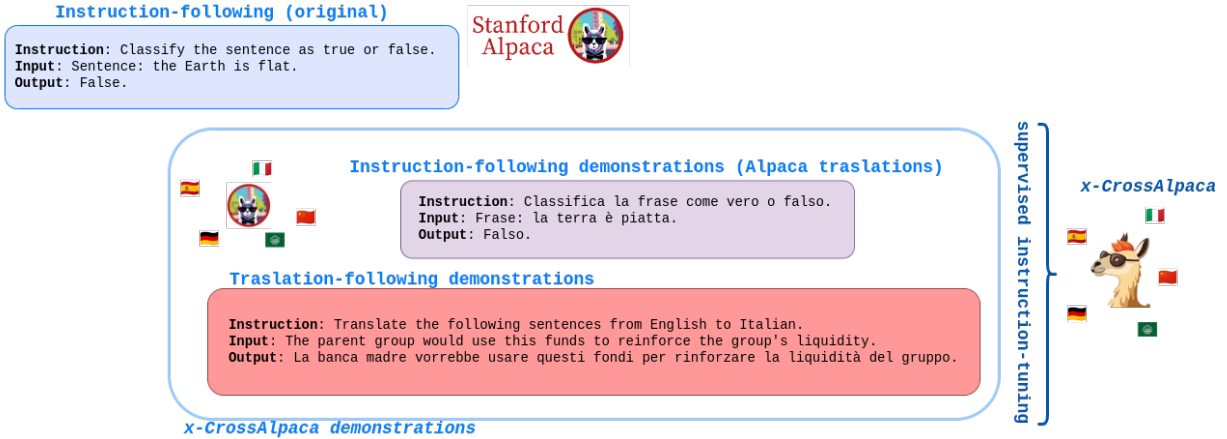 Instruction-following (original)
Stanford
Alpaca
Instruction: Classify the sentence as true or false.
Input: Sentence: the Earth is flat.
Output: False.
Instruction-following demonstrations (Alpaca traslations)
Instruction: Classifica la frase come vero o falso.
Input: Frase: la terra è piatta.
Output: Falso.
Traslation-following demonstrations
Instruction: Translate the following sentences from English to Italian.
Input: The parent group would use this funds to reinforce the group's liquidity.
Output: La banca madre vorrebbe usare questi fondi per rinforzare la liquidità del gruppo.
x-CrossAlpaca demonstrations
supervised instruction-tuning
x-CrossAlpaca